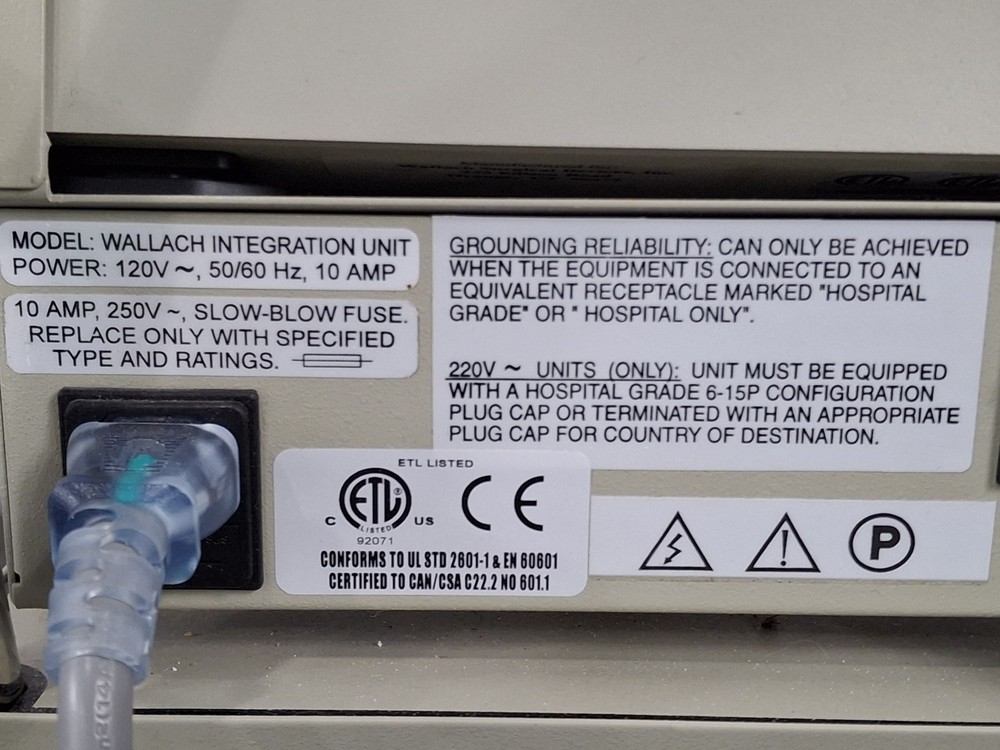 MODEL: WALLACH INTEGRATION UNIT
POWER: 120V ~, 50/60 Hz, 10 AMP
10 AMP, 250V ~, SLOW-BLOW FUSE.
REPLACE ONLY WITH SPECIFIED
TYPE AND RATINGS.
GROUNDING RELIABILITY: CAN ONLY BE ACHIEVED
WHEN THE EQUIPMENT IS CONNECTED TO AN
EQUIVALENT RECEPTACLE MARKED "HOSPITAL
GRADE" OR " HOSPITAL ONLY".
220V ~ UNITS (ONLY): UNIT MUST BE EQUIPPED
WITH A HOSPITAL GRADE 6-15P CONFIGURATION
PLUG CAP OR TERMINATED WITH AN APPROPRIATE
PLUG CAP FOR COUNTRY OF DESTINATION.
ETL LISTED
C ETL® LISTED US CE
92071
CONFORMS TO UL STD 2601-1 & EN 60601
CERTIFIED TO CAN/CSA C22.2 NO 601.1
! P